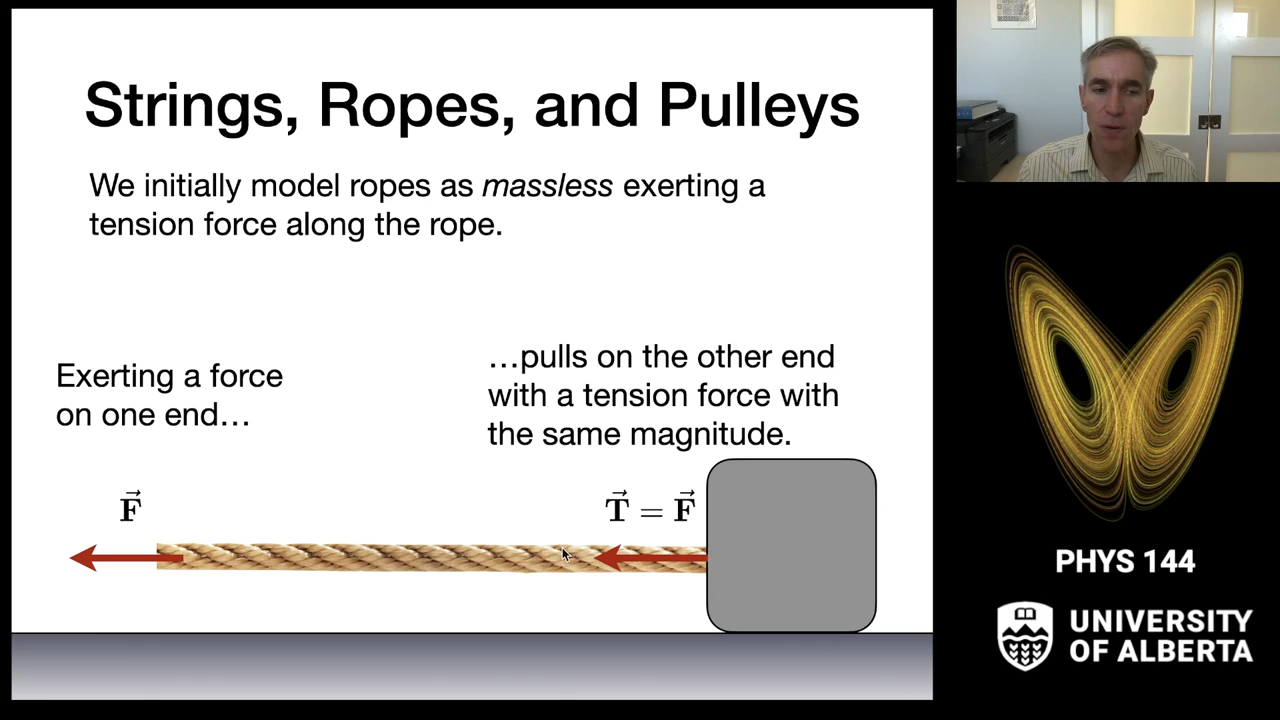 Strings, Ropes, and Pulleys
We initially model ropes as massless exerting a
tension force along the rope.
Exerting a force
on one end…
…pulls on the other end
with a tension force with
the same magnitude.
F⃗
T⃗ = F⃗
PHYS 144
UNIVERSITY
OF ALBERTA